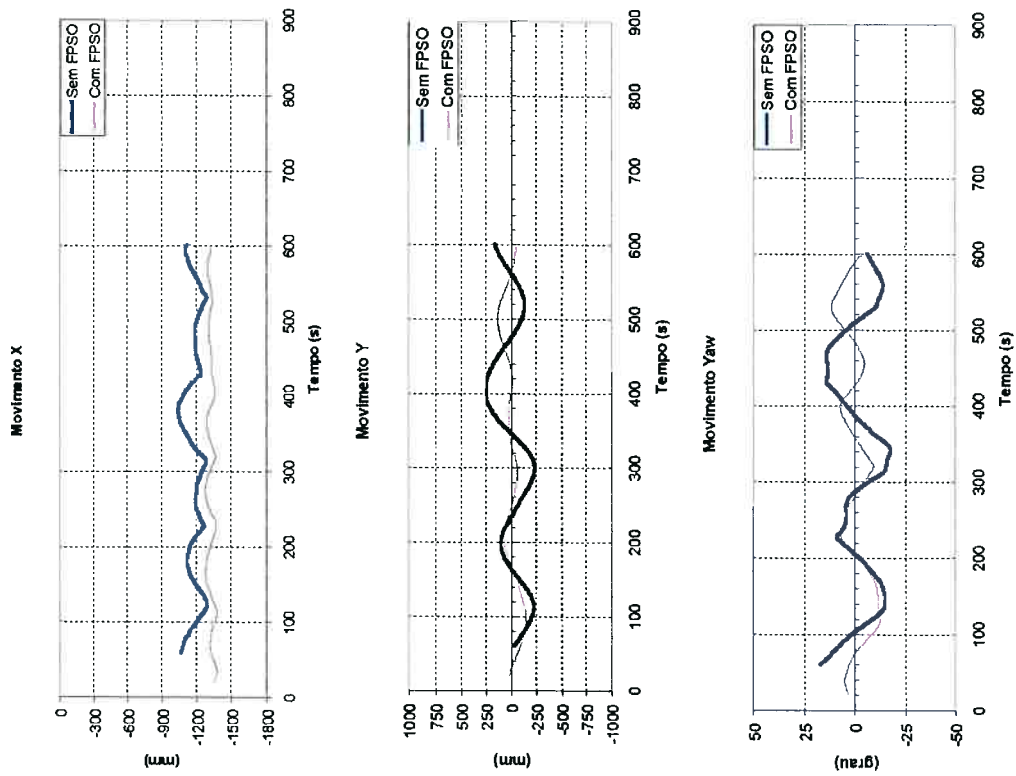 Movimento X
0
-300
-600
-900
-1200
-1500
-1800
(mm)
0 100 200 300 400 500 600 700 800 900
Tempo (s)
Sem FPSO
Com FPSO
Movimento Y
1000
750
500
250
0
-250
-500
-750
-1000
(mm)
0 100 200 300 400 500 600 700 800 900
Tempo (s)
Sem FPSO
Com FPSO
Movimento Yaw
50
25
0
-25
-50
(grau)
0 100 200 300 400 500 600 700 800 900
Tempo (s)
Sem FPSO
Com FPSO